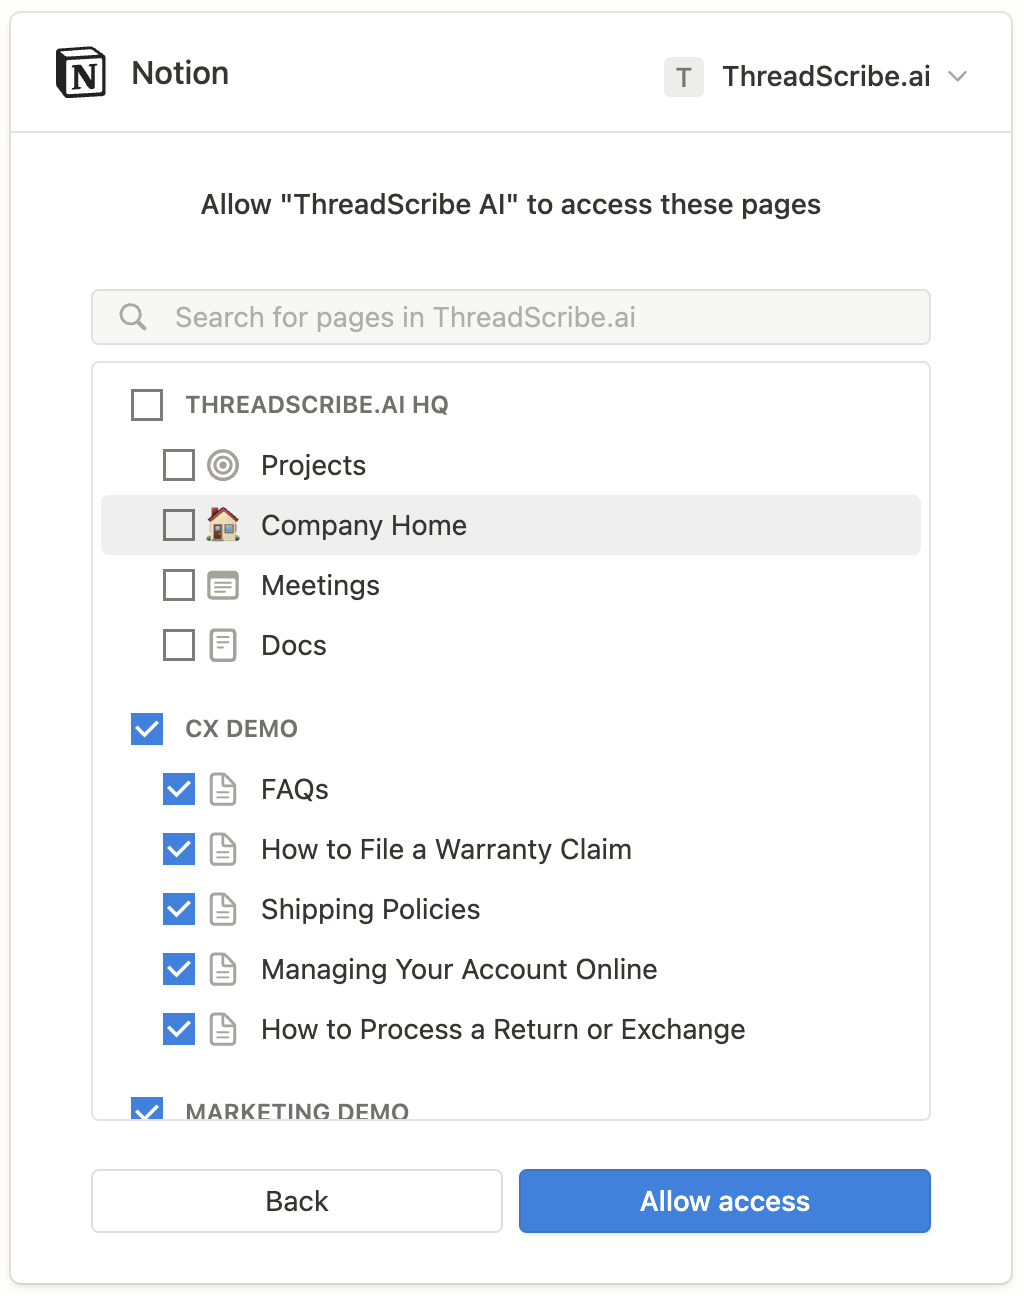 Notion
T ThreadScribe.ai
Allow "ThreadScribe AI" to access these pages
Search for pages in ThreadScribe.ai
THREADSCRIBE.AI HQ
Projects
Company Home
Meetings
Docs
CX DEMO
FAQs
How to File a Warranty Claim
Shipping Policies
Managing Your Account Online
How to Process a Return or Exchange
MARKETING DEMO
Back
Allow access